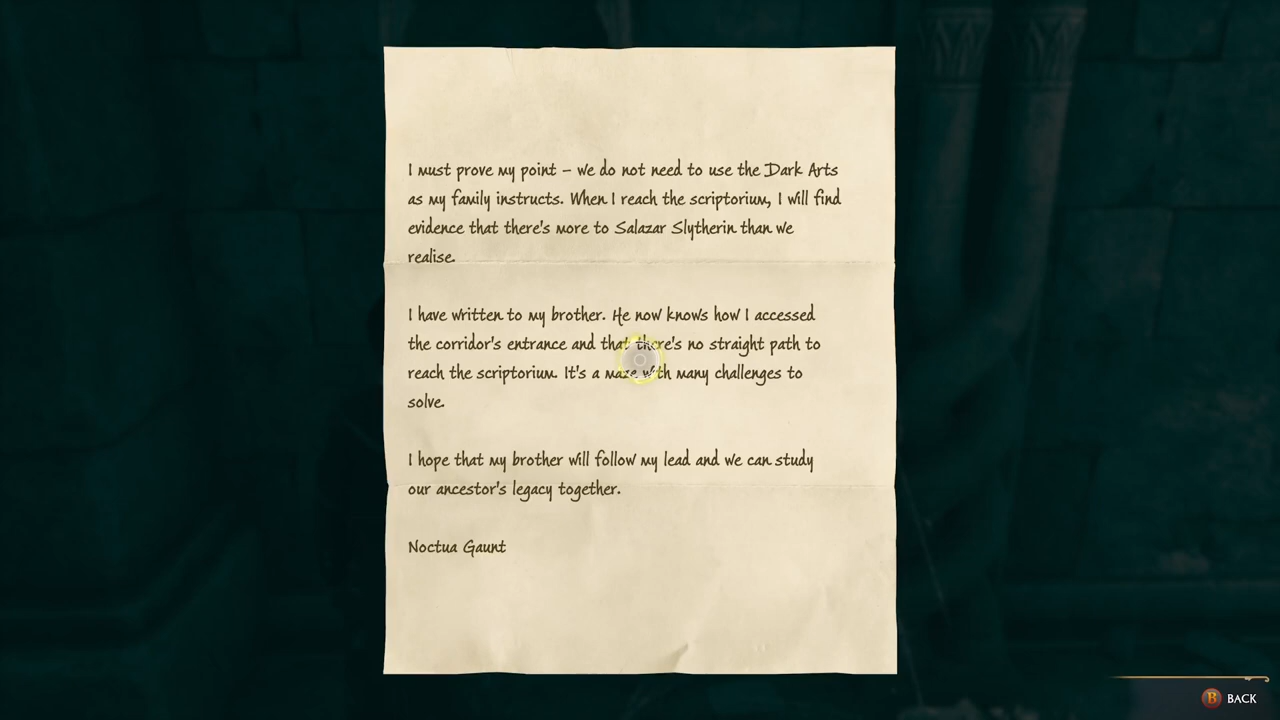 I must prove my point – we do not need to use the Dark Arts
as my family instructs. When I reach the scriptorium, I will find
evidence that there's more to Salazar Slytherin than we
realise.
I have written to my brother. He now knows how I accessed
the corridor's entrance and that there's no straight path to
reach the scriptorium. It's a maze with many challenges to
solve.
I hope that my brother will follow my lead and we can study
our ancestor's legacy together.
Noctua Gaunt
B BACK